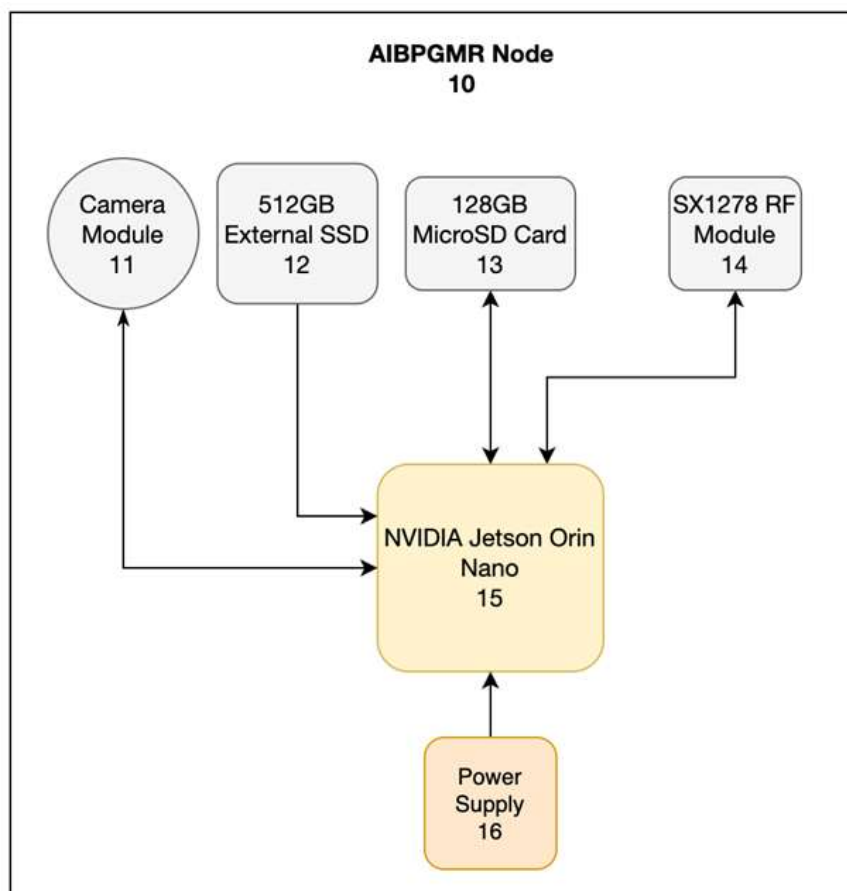 AIBPGMR Node
10
Camera
Module
11
512GB
External SSD
12
128GB
MicroSD Card
13
SX1278 RF
Module
14
NVIDIA Jetson Orin
Nano
15
Power
Supply
16